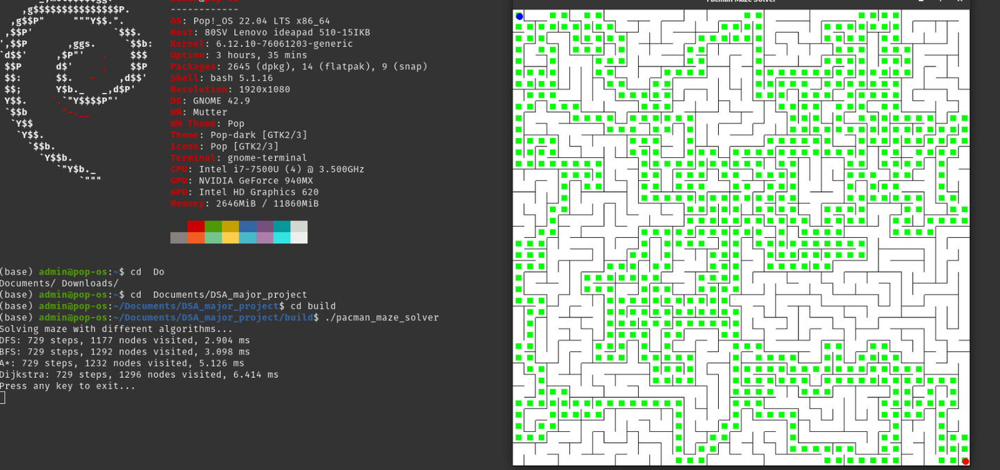 ------------
OS: Pop!_OS 22.04 LTS x86_64
Host: 80SV Lenovo ideapad 510-15IKB
Kernel: 6.12.10-76061203-generic
Uptime: 3 hours, 35 mins
Packages: 2645 (dpkg), 14 (flatpak), 9 (snap)
Shell: bash 5.1.16
Resolution: 1920x1080
DE: GNOME 42.9
WM: Mutter
WM Theme: Pop
Theme: Pop-dark [GTK2/3]
Icons: Pop [GTK2/3]
Terminal: gnome-terminal
CPU: Intel i7-7500U (4) @ 3.500GHz
GPU: NVIDIA GeForce 940MX
GPU: Intel HD Graphics 620
Memory: 2646MiB / 11860MiB
(base) admin@pop-os:~$ cd  Do
Documents/ Downloads/
(base) admin@pop-os:~$ cd  Documents/DSA_major_project
(base) admin@pop-os:~/Documents/DSA_major_project$ cd build
(base) admin@pop-os:~/Documents/DSA_major_project/build$ ./pacman_maze_solver
Solving maze with different algorithms...
DFS: 729 steps, 1177 nodes visited, 2.904 ms
BFS: 729 steps, 1292 nodes visited, 3.098 ms
A*: 729 steps, 1232 nodes visited, 5.126 ms
Dijkstra: 729 steps, 1296 nodes visited, 6.414 ms
Press any key to exit...
Pacman Maze Solver